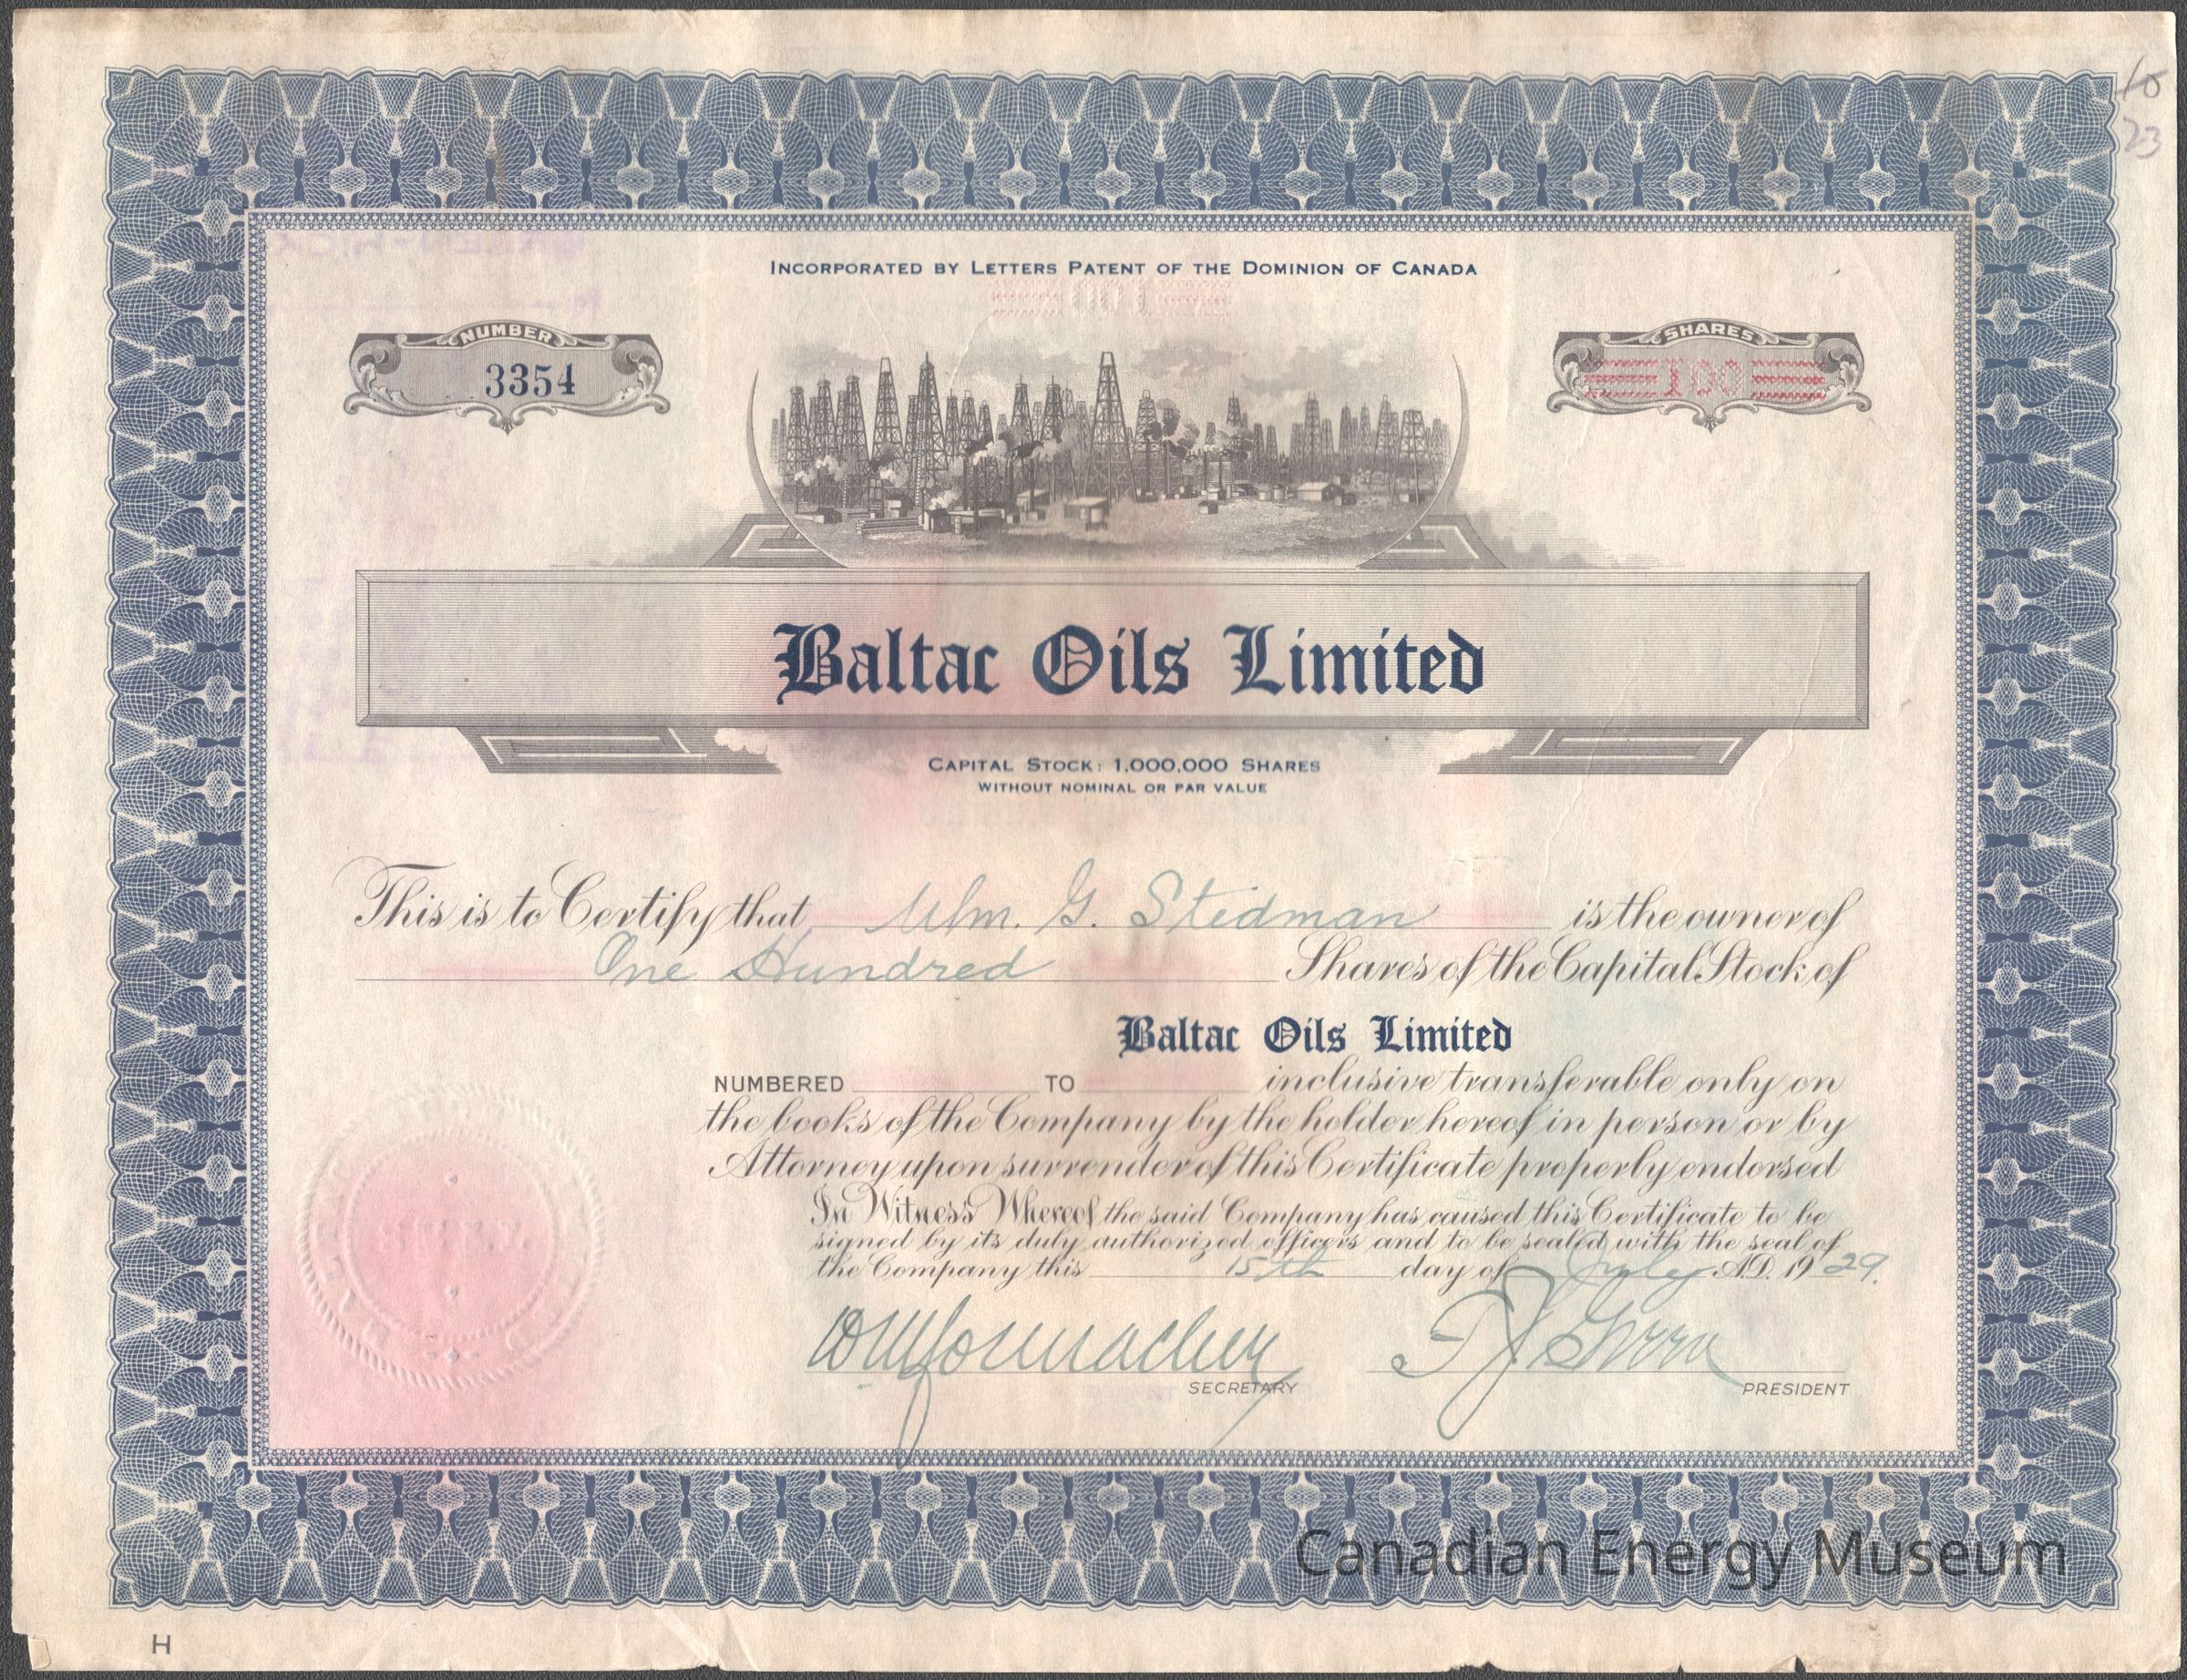 10
23
INCORPORATED BY LETTERS PATENT OF THE DOMINION OF CANADA
NUMBER
3354
SHARES
100
Baltac Oils Limited
CAPITAL STOCK: 1,000,000 SHARES
WITHOUT NOMINAL OR PAR VALUE
This is to Certify that Wm. G. Stedman is the owner of
One Hundred Shares of the Capital Stock of
Baltac Oils Limited
NUMBERED TO inclusive transferable only on
the books of the Company by the holder hereof in person or by
Attorney upon surrender of this Certificate properly endorsed
In Witness Whereof the said Company has caused this Certificate to be
signed by its duly authorized officers and to be sealed with the seal of
the Company this 15th day of July A.D. 1929.
SECRETARY
PRESIDENT
Canadian Energy Museum
H